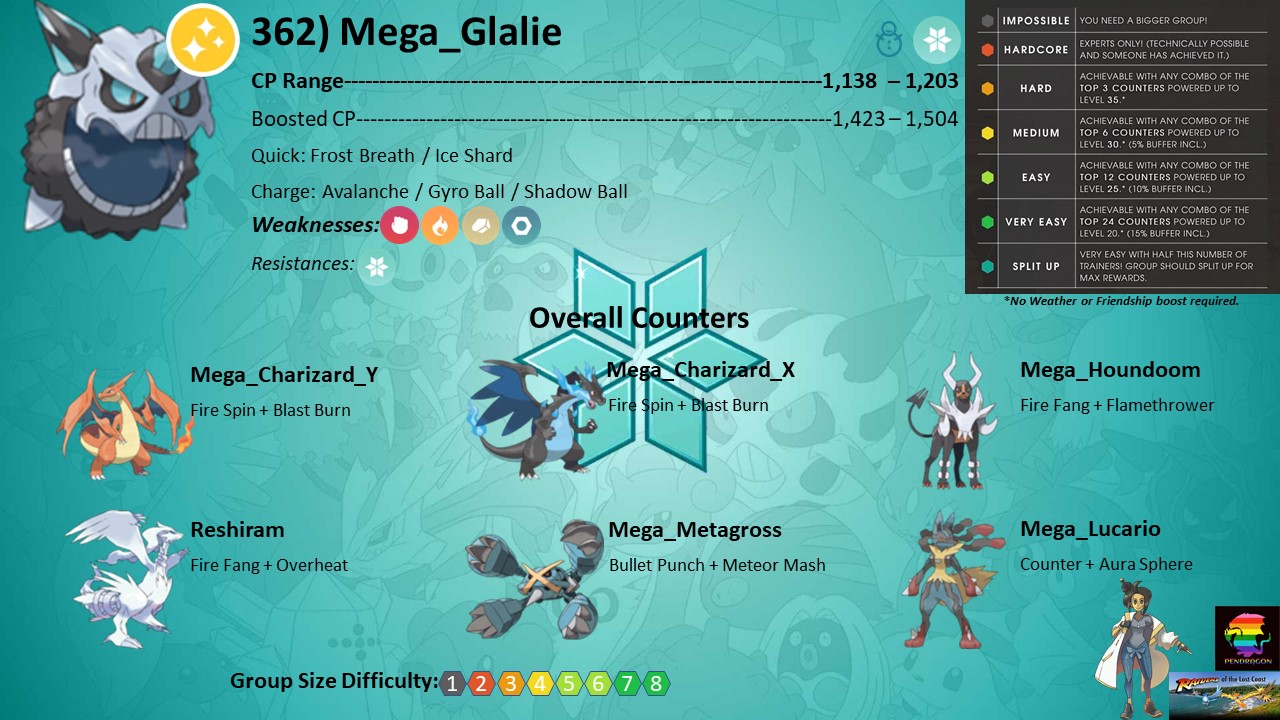 362) Mega_Glalie
CP Range------------------------------------------------------------------------------1,138 – 1,203
Boosted CP------------------------------------------------------------------------------1,423 – 1,504
Quick: Frost Breath / Ice Shard
Charge: Avalanche / Gyro Ball / Shadow Ball
Weaknesses:
Resistances:
IMPOSSIBLE YOU NEED A BIGGER GROUP!
HARDCORE EXPERTS ONLY! (TECHNICALLY POSSIBLE
AND SOMEONE HAS ACHIEVED IT.)
HARD ACHIEVABLE WITH ANY COMBO OF THE
TOP 3 COUNTERS POWERED UP TO
LEVEL 35.*
MEDIUM ACHIEVABLE WITH ANY COMBO OF THE
TOP 6 COUNTERS POWERED UP TO
LEVEL 30.* (5% BUFFER INCL.)
EASY ACHIEVABLE WITH ANY COMBO OF THE
TOP 12 COUNTERS POWERED UP TO
LEVEL 25.* (10% BUFFER INCL.)
VERY EASY ACHIEVABLE WITH ANY COMBO OF THE
TOP 24 COUNTERS POWERED UP TO
LEVEL 20.* (15% BUFFER INCL.)
SPLIT UP VERY EASY WITH HALF THIS NUMBER OF
TRAINERS! GROUP SHOULD SPLIT UP FOR
MAX REWARDS.
*No Weather or Friendship boost required.
Overall Counters
Mega_Charizard_Y
Fire Spin + Blast Burn
Mega_Charizard_X
Fire Spin + Blast Burn
Mega_Houndoom
Fire Fang + Flamethrower
Reshiram
Fire Fang + Overheat
Mega_Metagross
Bullet Punch + Meteor Mash
Mega_Lucario
Counter + Aura Sphere
Group Size Difficulty: 1 2 3 4 5 6 7 8
PENDRAGON
RAIDERS of the Lost Coast